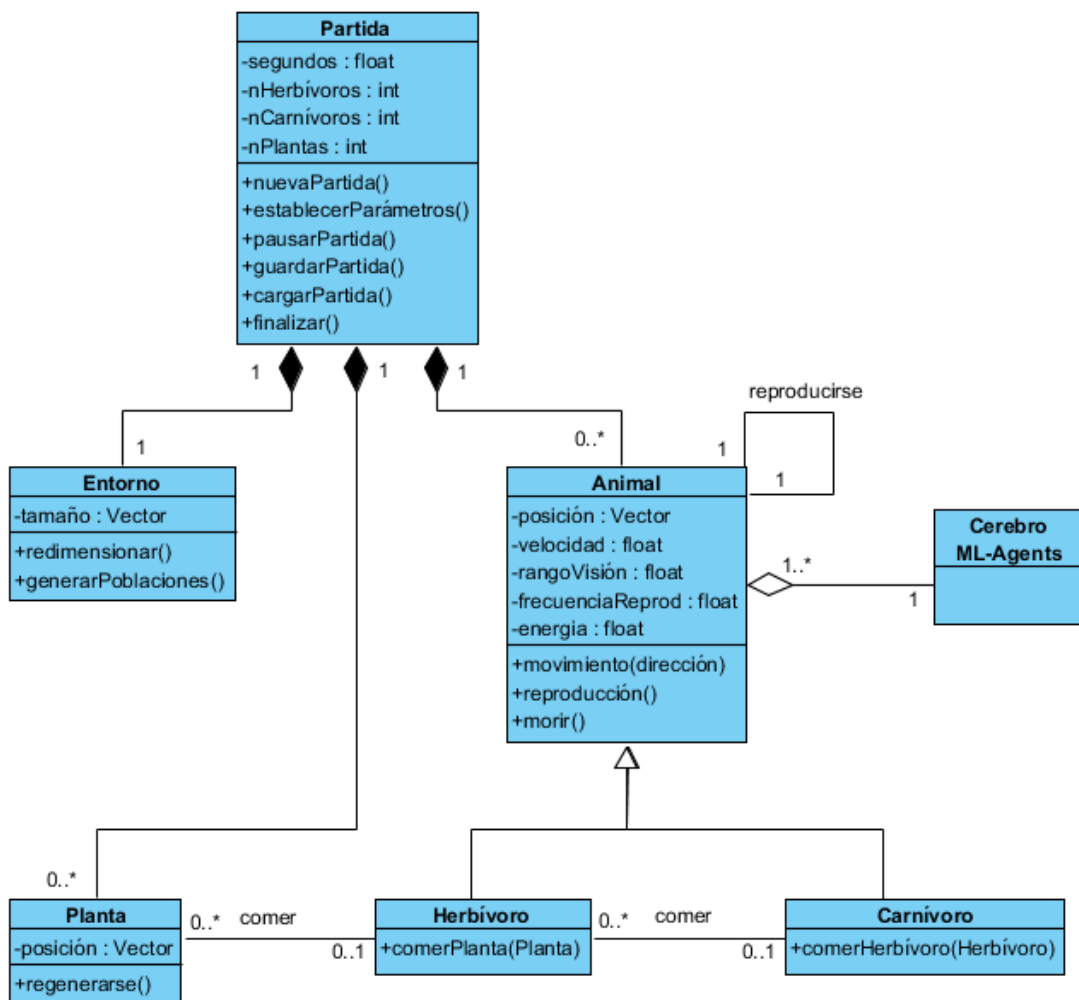 Partida
-segundos : float
-nHerbívoros : int
-nCarnívoros : int
-nPlantas : int
+nuevaPartida()
+establecerParámetros()
+pausarPartida()
+guardarPartida()
+cargarPartida()
+finalizar()
1
1
1
1
0..*
reproducirse
1
1
Entorno
-tamaño : Vector
+redimensionar()
+generarPoblaciones()
Animal
-posición : Vector
-velocidad : float
-rangoVisión : float
-frecuenciaReprod : float
-energia : float
+movimiento(dirección)
+reproducción()
+morir()
1..*
1
Cerebro
ML-Agents
0..*
Planta
-posición : Vector
+regenerarse()
0..*
comer
0..1
Herbívoro
+comerPlanta(Planta)
0..*
comer
0..1
Carnívoro
+comerHerbívoro(Herbívoro)